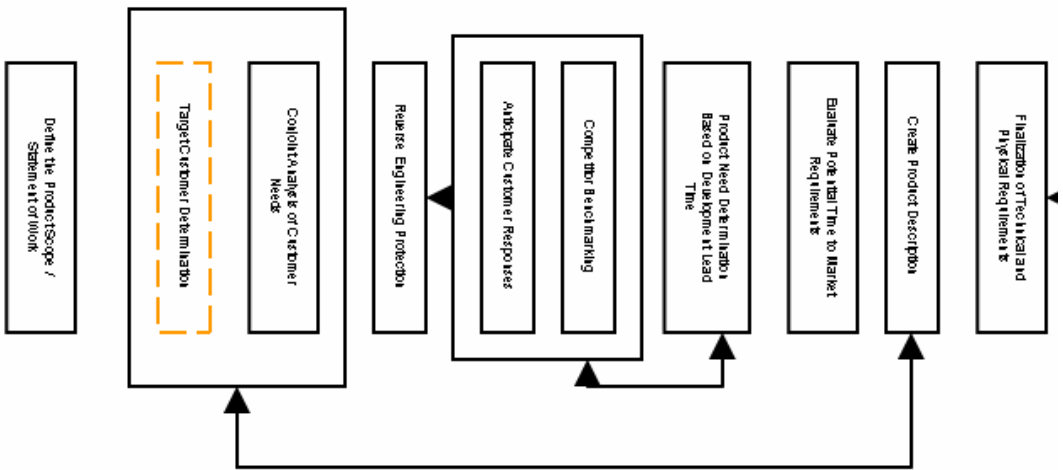 Define the Product Scope /
Statement of Work
Target Customer Determination
Conjoint Analysis of Customer
Needs
Reverse Engineering Protection
Anticipate Customer Responses
Competitor Benchmarking
Product Need Determination
Based on Development Lead
Time
Evaluate Potential Time to Market
Requirements
Create Product Description
Finalization of Technical and
Physical Requirements